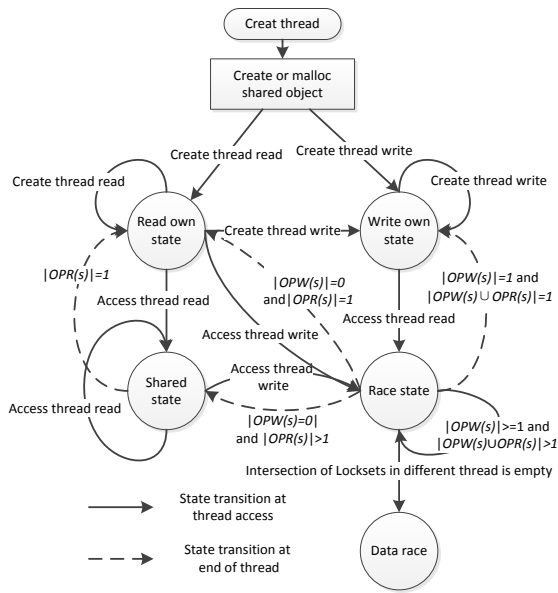 Creat thread
Create or malloc
shared object
Create thread read
Create thread write
Create thread read
Create thread write
Read own
state
Create thread write
Write own
state
|OPR(s)|=1
|OPW(s)|=0
and|OPR(s)|=1
|OPW(s)|=1 and
|OPW(s)∪OPR(s)|=1
Access thread read
Access thread read
Access thread write
Shared
state
Access thread
write
Race state
Access thread read
|OPW(s)=0|
and |OPR(s)|>1
|OPW(s)|>=1 and
|OPW(s)∪OPR(s)|>1
Intersection of Locksets in different thread is empty
State transition at
thread access
State transition at
end of thread
Data race